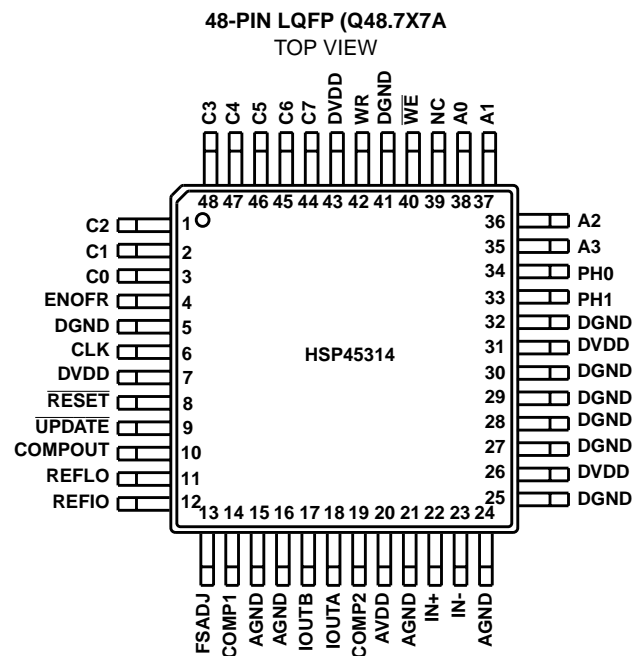 48-PIN LQFP (Q48.7X7A
TOP VIEW
C3 C4 C5 C6 C7 DVDD WR DGND WE NC A0 A1
48 47 46 45 44 43 42 41 40 39 38 37
C2 1
C1 2
C0 3
ENOFR 4
DGND 5
CLK 6
DVDD 7
RESET 8
UPDATE 9
COMPOUT 10
REFLO 11
REFIO 12
HSP45314
36 A2
35 A3
34 PH0
33 PH1
32 DGND
31 DVDD
30 DGND
29 DGND
28 DGND
27 DGND
26 DVDD
25 DGND
13 14 15 16 17 18 19 20 21 22 23 24
FSADJ COMP1 AGND AGND IOUTB IOUTA COMP2 AVDD AGND IN+ IN- AGND